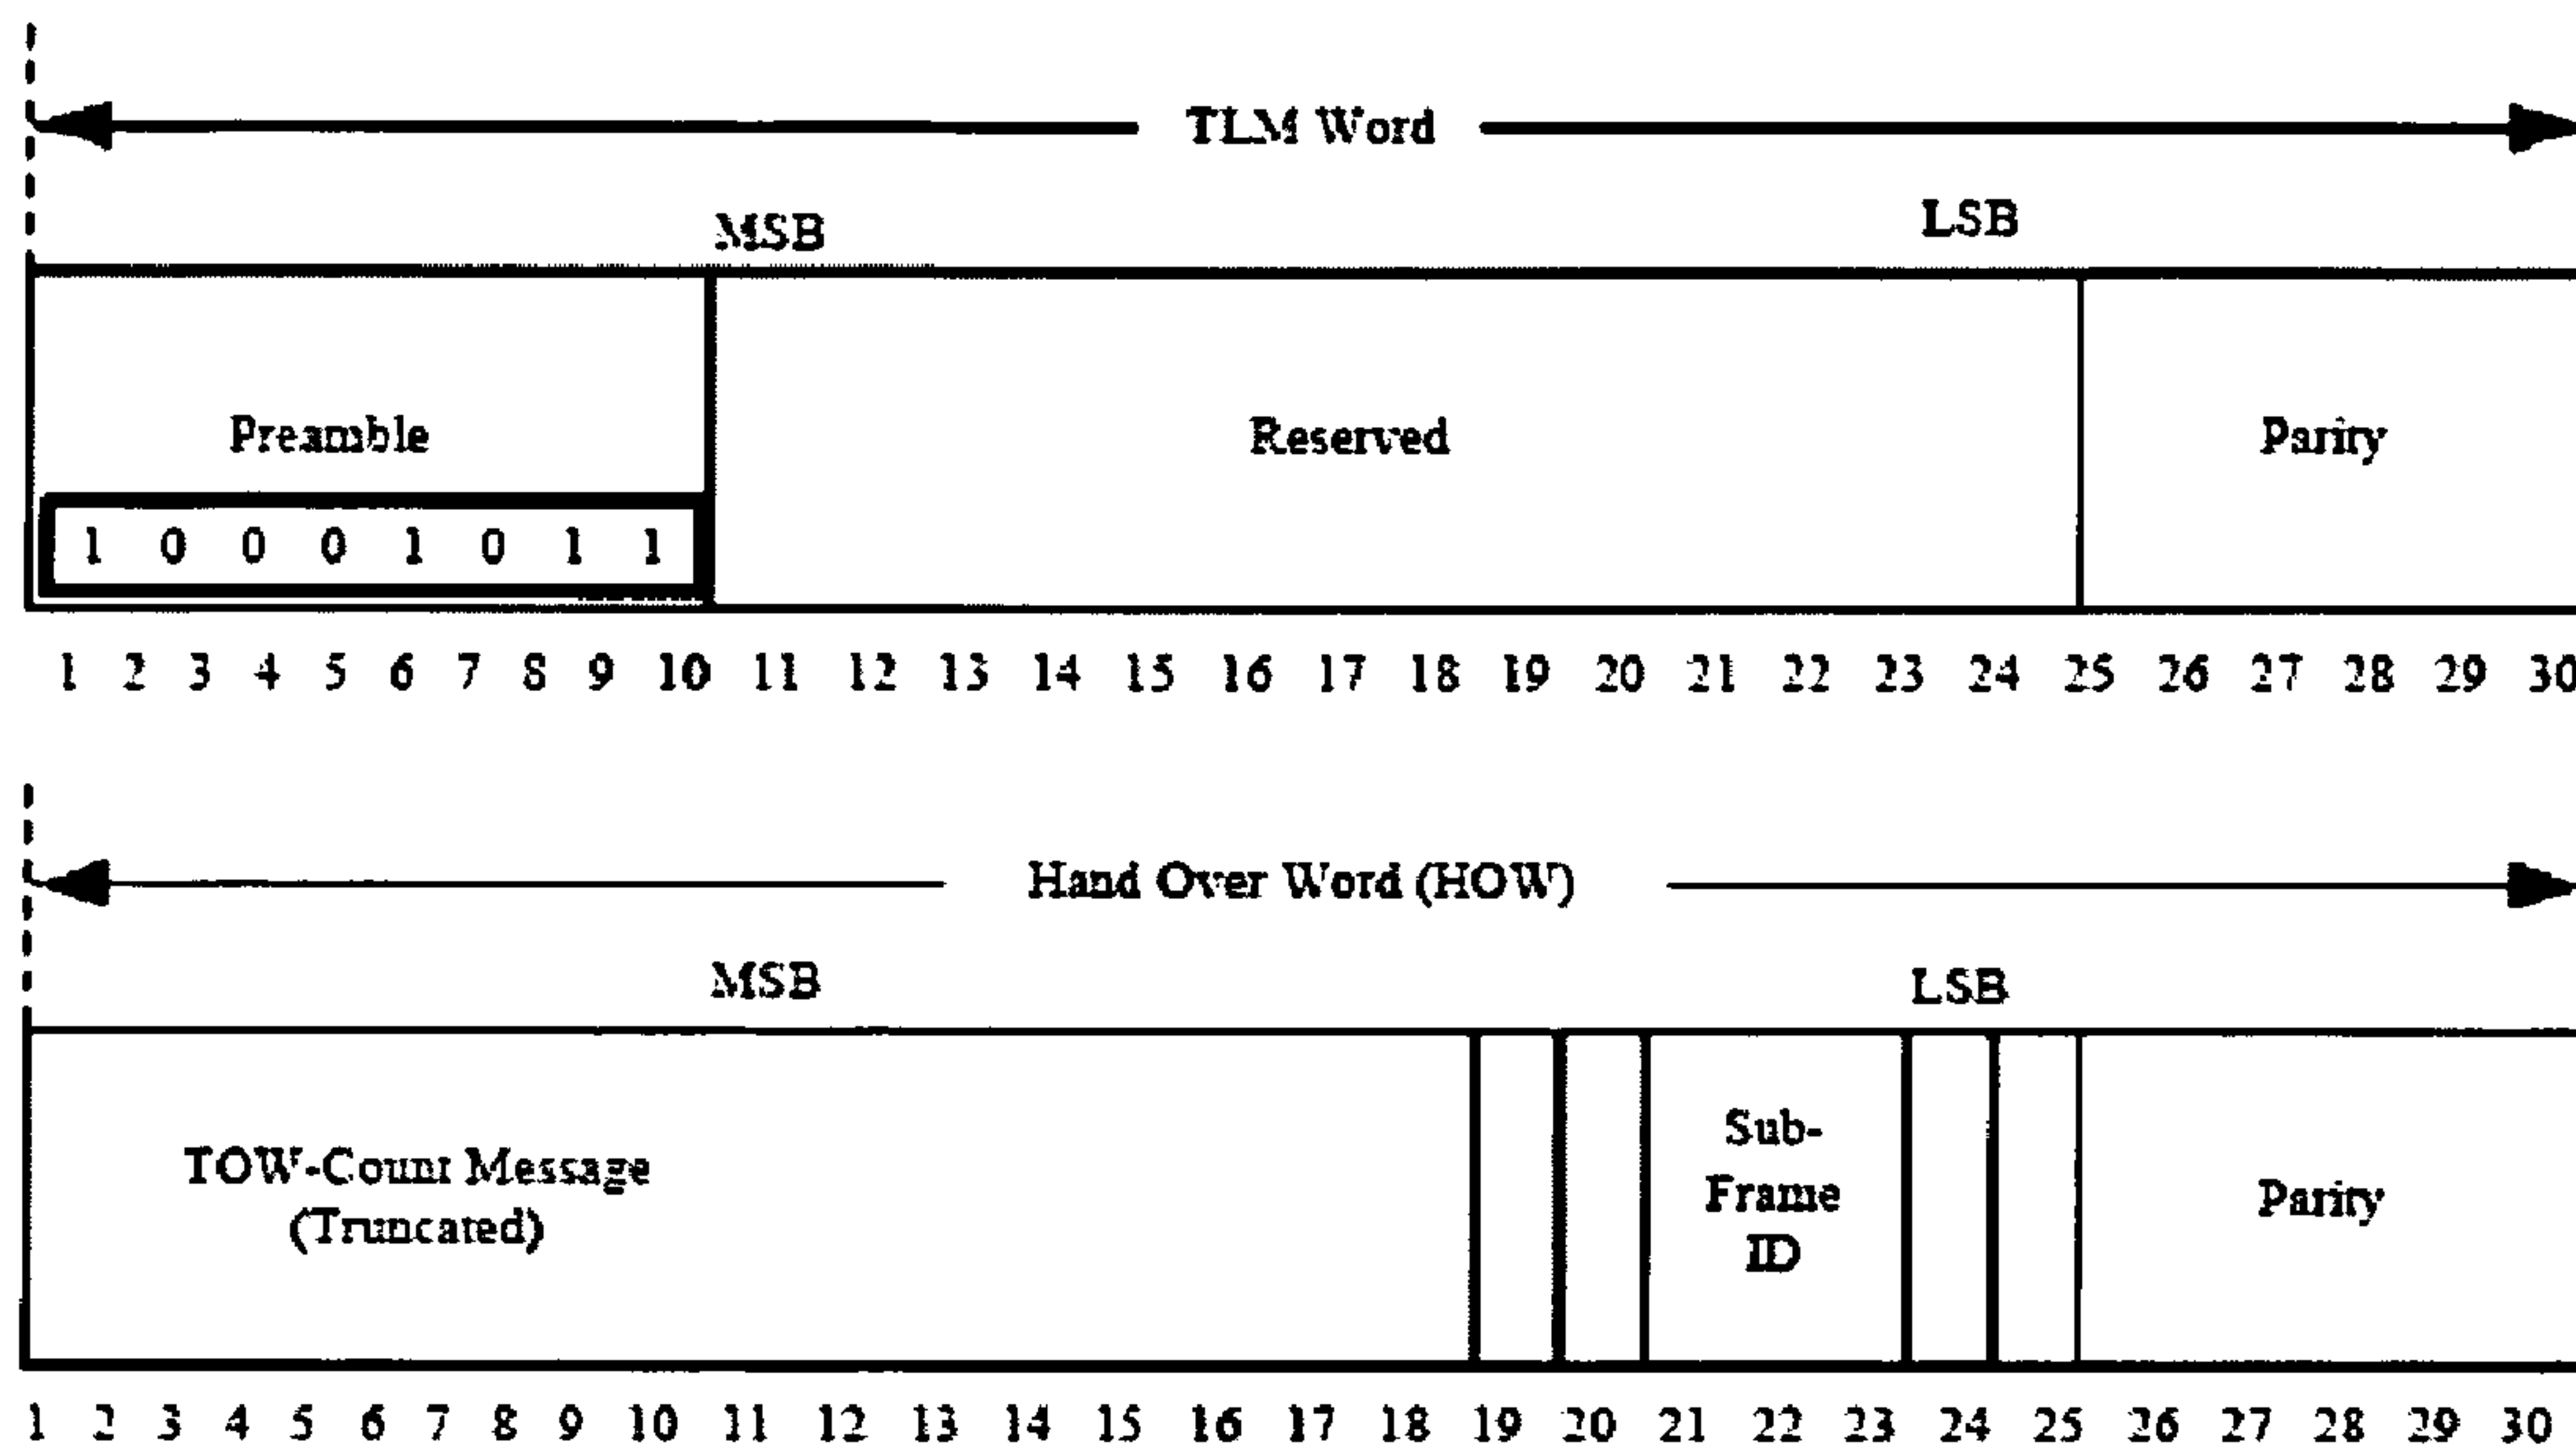 TLM Word
MSB LSB
Preamble Reserved Parity
1 0 0 0 1 0 1 1
1 2 3 4 5 6 7 8 9 10 11 12 13 14 15 16 17 18 19 20 21 22 23 24 25 26 27 28 29 30
Hand Over Word (HOW)
MSB LSB
TOW-Count Message
(Truncated)
Sub-
Frame
ID
Parity
1 2 3 4 5 6 7 8 9 10 11 12 13 14 15 16 17 18 19 20 21 22 23 24 25 26 27 28 29 30